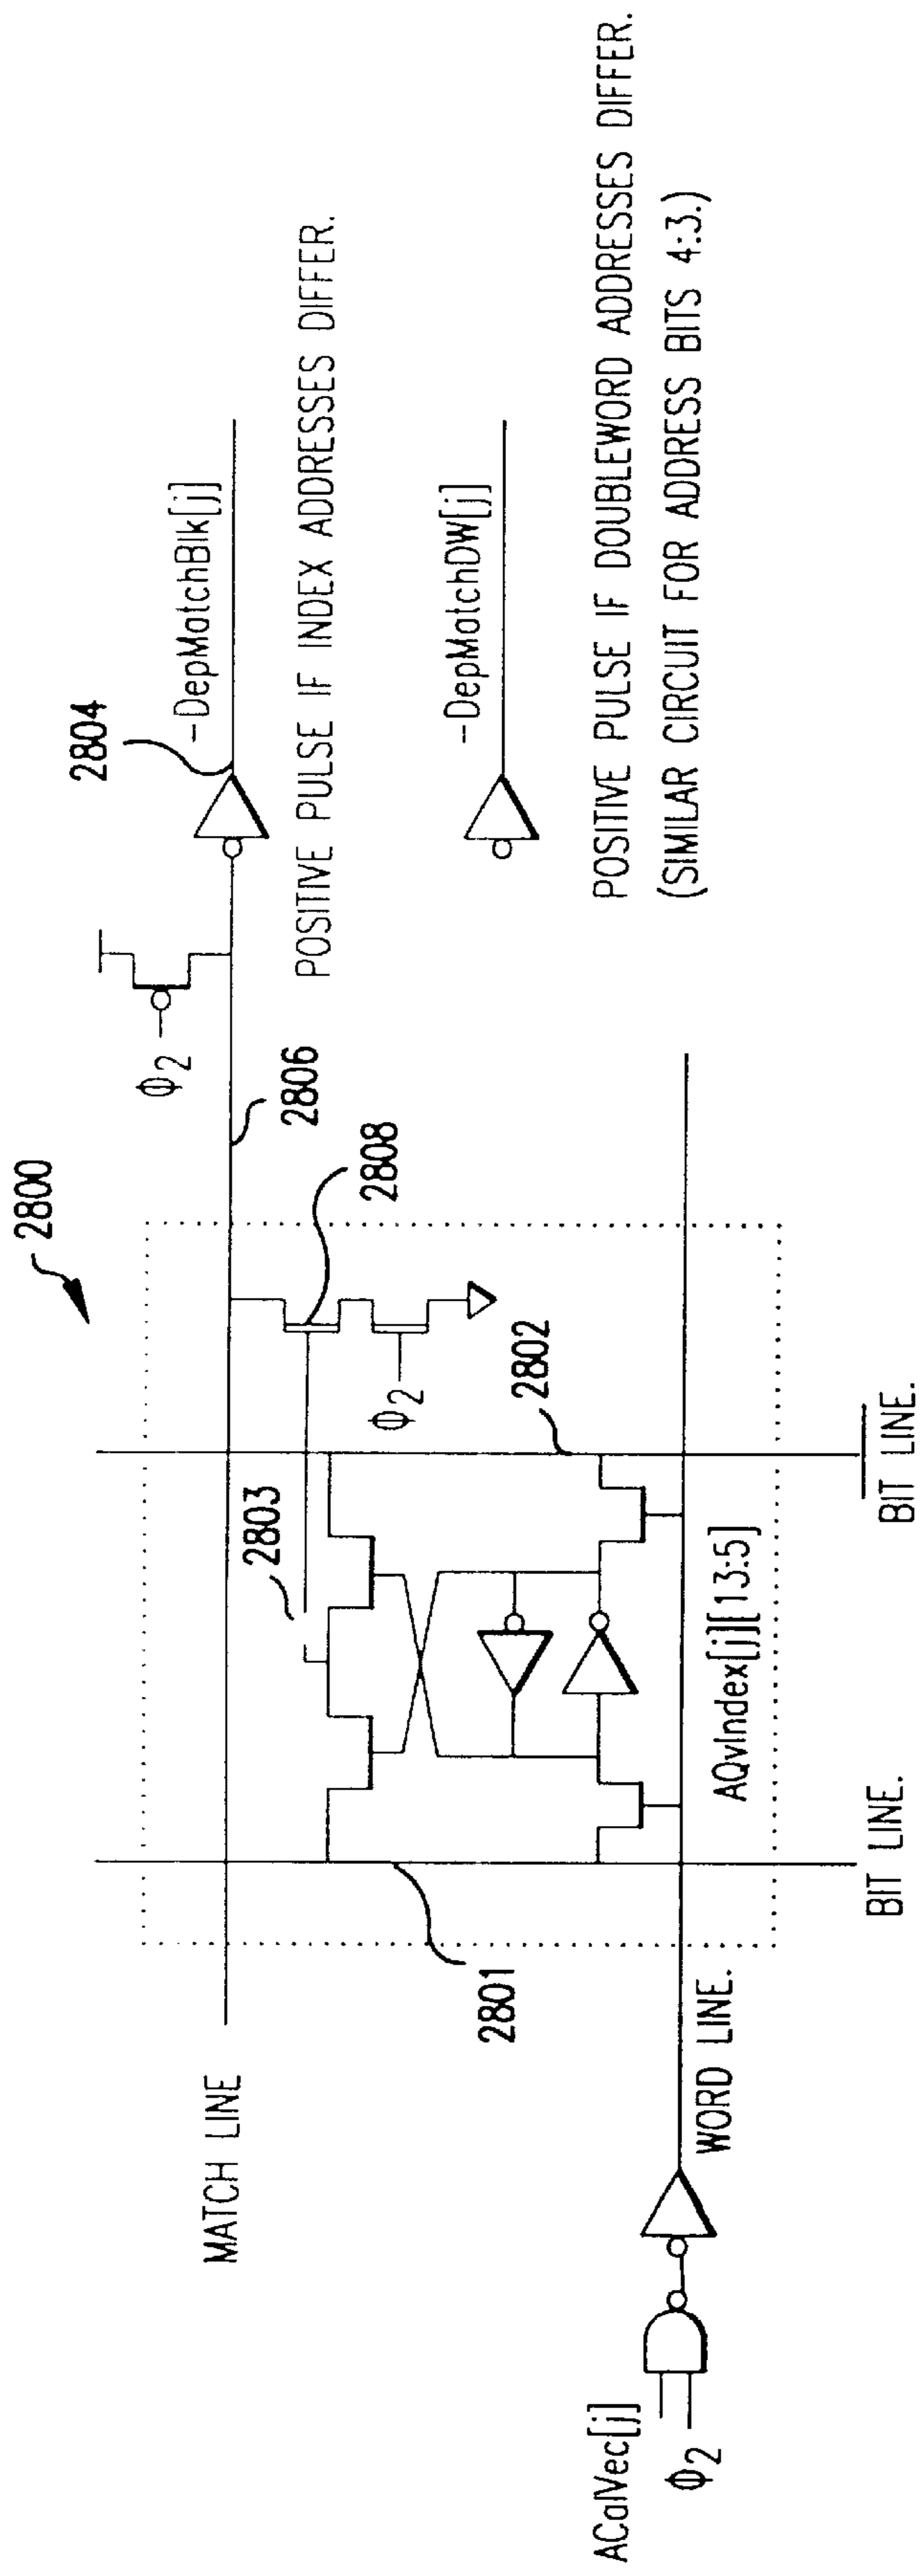 2800
2804
–DepMatchBlk[j]
POSITIVE PULSE IF INDEX ADDRESSES DIFFER.
Φ2
2806
2808
MATCH LINE
2803
Φ2
2802
–DepMatchDW[j]
POSITIVE PULSE IF DOUBLEWORD ADDRESSES DIFFER.
(SIMILAR CIRCUIT FOR ADDRESS BITS 4:3.)
2801
ACalVec[j]
Φ2
WORD LINE.
AQvIndex[j][13:5]
BIT LINE.
BIT LINE.